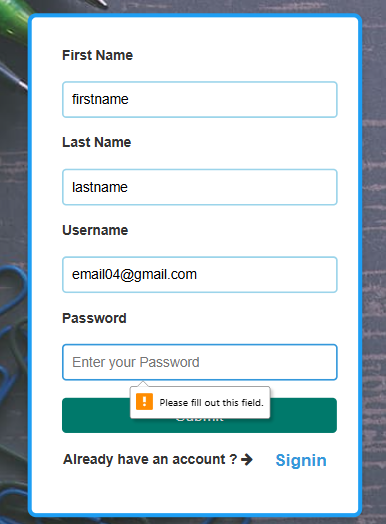 First Name
firstname
Last Name
lastname
Username
email04@gmail.com
Password
Enter your Password
Please fill out this field.
Submit
Already have an account ? → Signin